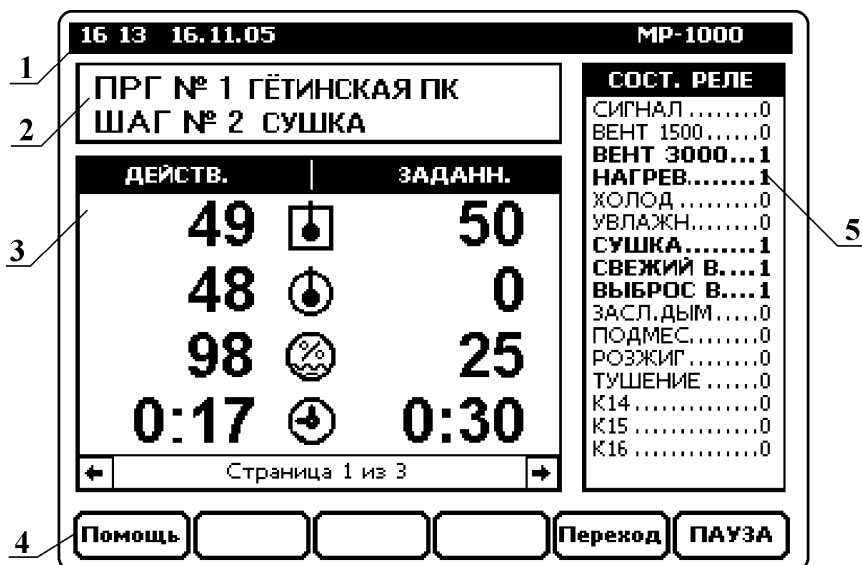 16 13 16.11.05 МР-1000
1
ПРГ № 1 ГЁТИНСКАЯ ПК
ШАГ № 2 СУШКА
2
ДЕЙСТВ. ЗАДАНН.
49 50
3
48 0
98 % 25
0:17 0:30
Страница 1 из 3
СОСТ. РЕЛЕ
СИГНАЛ ........0
ВЕНТ 1500......0
ВЕНТ 3000...1
НАГРЕВ.......1
ХОЛОД ........0
УВЛАЖН.......0
СУШКА........1
СВЕЖИЙ В....1
ВЫБРОС В....1
ЗАСЛ.ДЫМ.....0
ПОДМЕС.......0
РОЗЖИГ.......0
ТУШЕНИЕ ......0
К14.............0
К15.............0
К16 .............0
5
4
Помощь Переход ПАУЗА